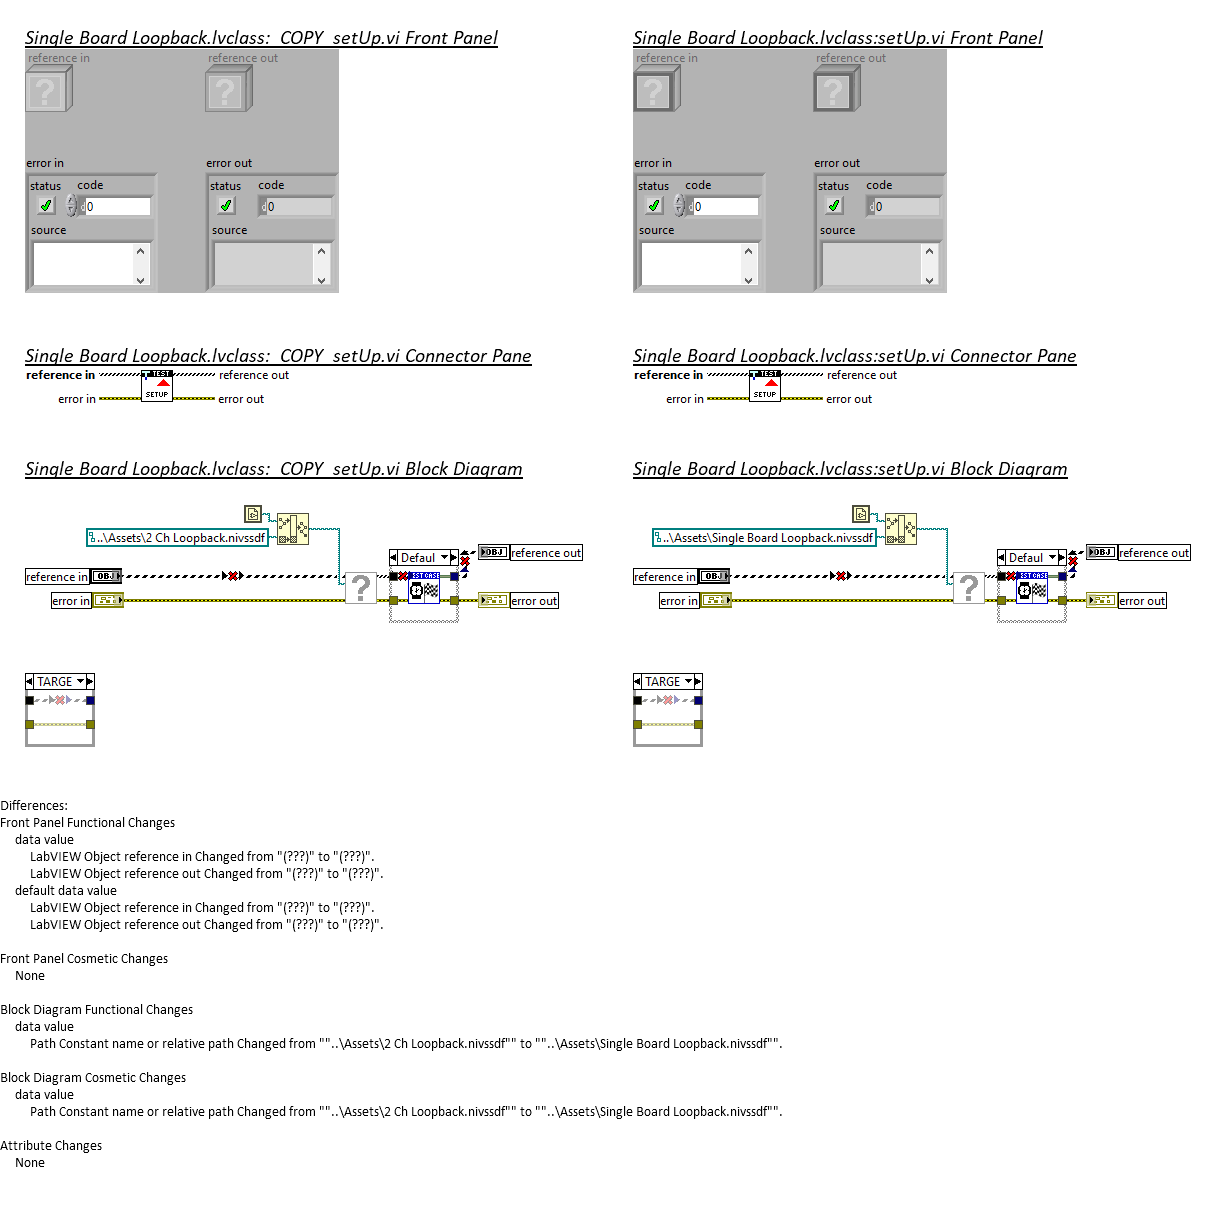 Single Board Loopback.lvclass:_COPY_setUp.vi Front Panel
reference in
reference out
error in
error out
status
code
status
code
0
0
source
source
Single Board Loopback.lvclass:setUp.vi Front Panel
reference in
reference out
error in
error out
status
code
status
code
0
0
source
source
Single Board Loopback.lvclass:_COPY_setUp.vi Connector Pane
reference in
TEST
reference out
error in
SETUP
error out
Single Board Loopback.lvclass:setUp.vi Connector Pane
reference in
TEST
reference out
error in
SETUP
error out
Single Board Loopback.lvclass:_COPY_setUp.vi Block Diagram
..\Assets\2 Ch Loopback.nivssdf
Defaul
OBJ
reference out
reference in
OBJ
TEST CASE
error in
error out
TARGE
Single Board Loopback.lvclass:setUp.vi Block Diagram
..\Assets\Single Board Loopback.nivssdf
Defaul
OBJ
reference out
reference in
OBJ
TEST CASE
error in
error out
TARGE
Differences:
Front Panel Functional Changes
data value
LabVIEW Object reference in Changed from "(???)" to "(???)".
LabVIEW Object reference out Changed from "(???)" to "(???)".
default data value
LabVIEW Object reference in Changed from "(???)" to "(???)".
LabVIEW Object reference out Changed from "(???)" to "(???)".
Front Panel Cosmetic Changes
None
Block Diagram Functional Changes
data value
Path Constant name or relative path Changed from ""..\Assets\2 Ch Loopback.nivssdf"" to ""..\Assets\Single Board Loopback.nivssdf"".
Block Diagram Cosmetic Changes
data value
Path Constant name or relative path Changed from ""..\Assets\2 Ch Loopback.nivssdf"" to ""..\Assets\Single Board Loopback.nivssdf"".
Attribute Changes
None